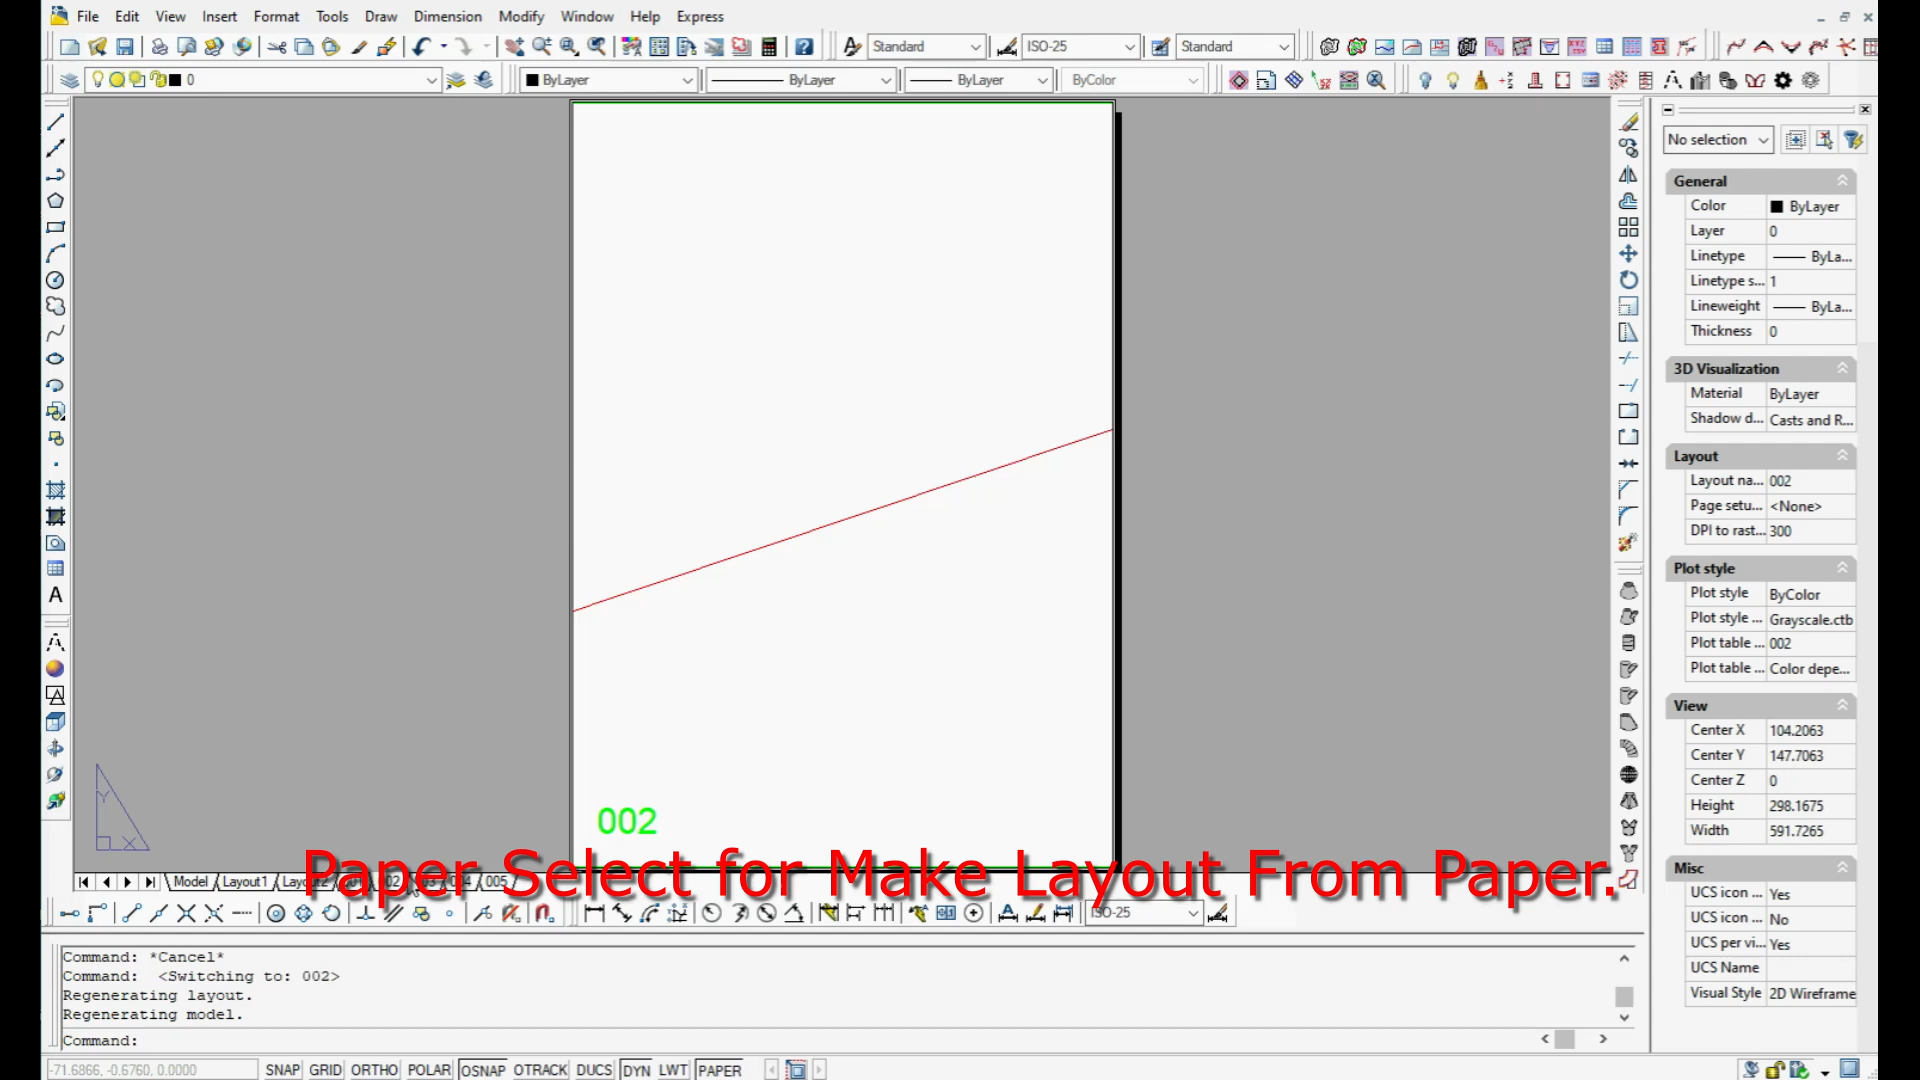 File Edit View Insert Format Tools Draw Dimension Modify Window Help Express
Standard ISO-25 Standard
0 ByLayer ByLayer ByLayer ByColor
No selection
General
Color ByLayer
Layer 0
Linetype ByLa...
Linetype s... 1
Lineweight ByLa...
Thickness 0
3D Visualization
Material ByLayer
Shadow d... Casts and R...
Layout
Layout na... 002
Page setu... <None>
DPI to rast... 300
Plot style
Plot style ByColor
Plot style ... Grayscale.ctb
Plot table ... 002
Plot table ... Color depe...
View
Center X 104.2063
Center Y 147.7063
Center Z 0
Height 298.1675
Width 591.7265
Misc
UCS icon ... Yes
UCS icon ... No
UCS per vi... Yes
UCS Name
Visual Style 2D Wireframe
002
Y
X
Paper Select for Make Layout From Paper.
Model Layout1 Layout2 002 005
ISO-25
Command: *Cancel*
Command: <Switching to: 002>
Regenerating layout.
Regenerating model.
Command:
-71.6866, -0.6760, 0.0000 SNAP GRID ORTHO POLAR OSNAP OTRACK DUCS DYN LWT PAPER